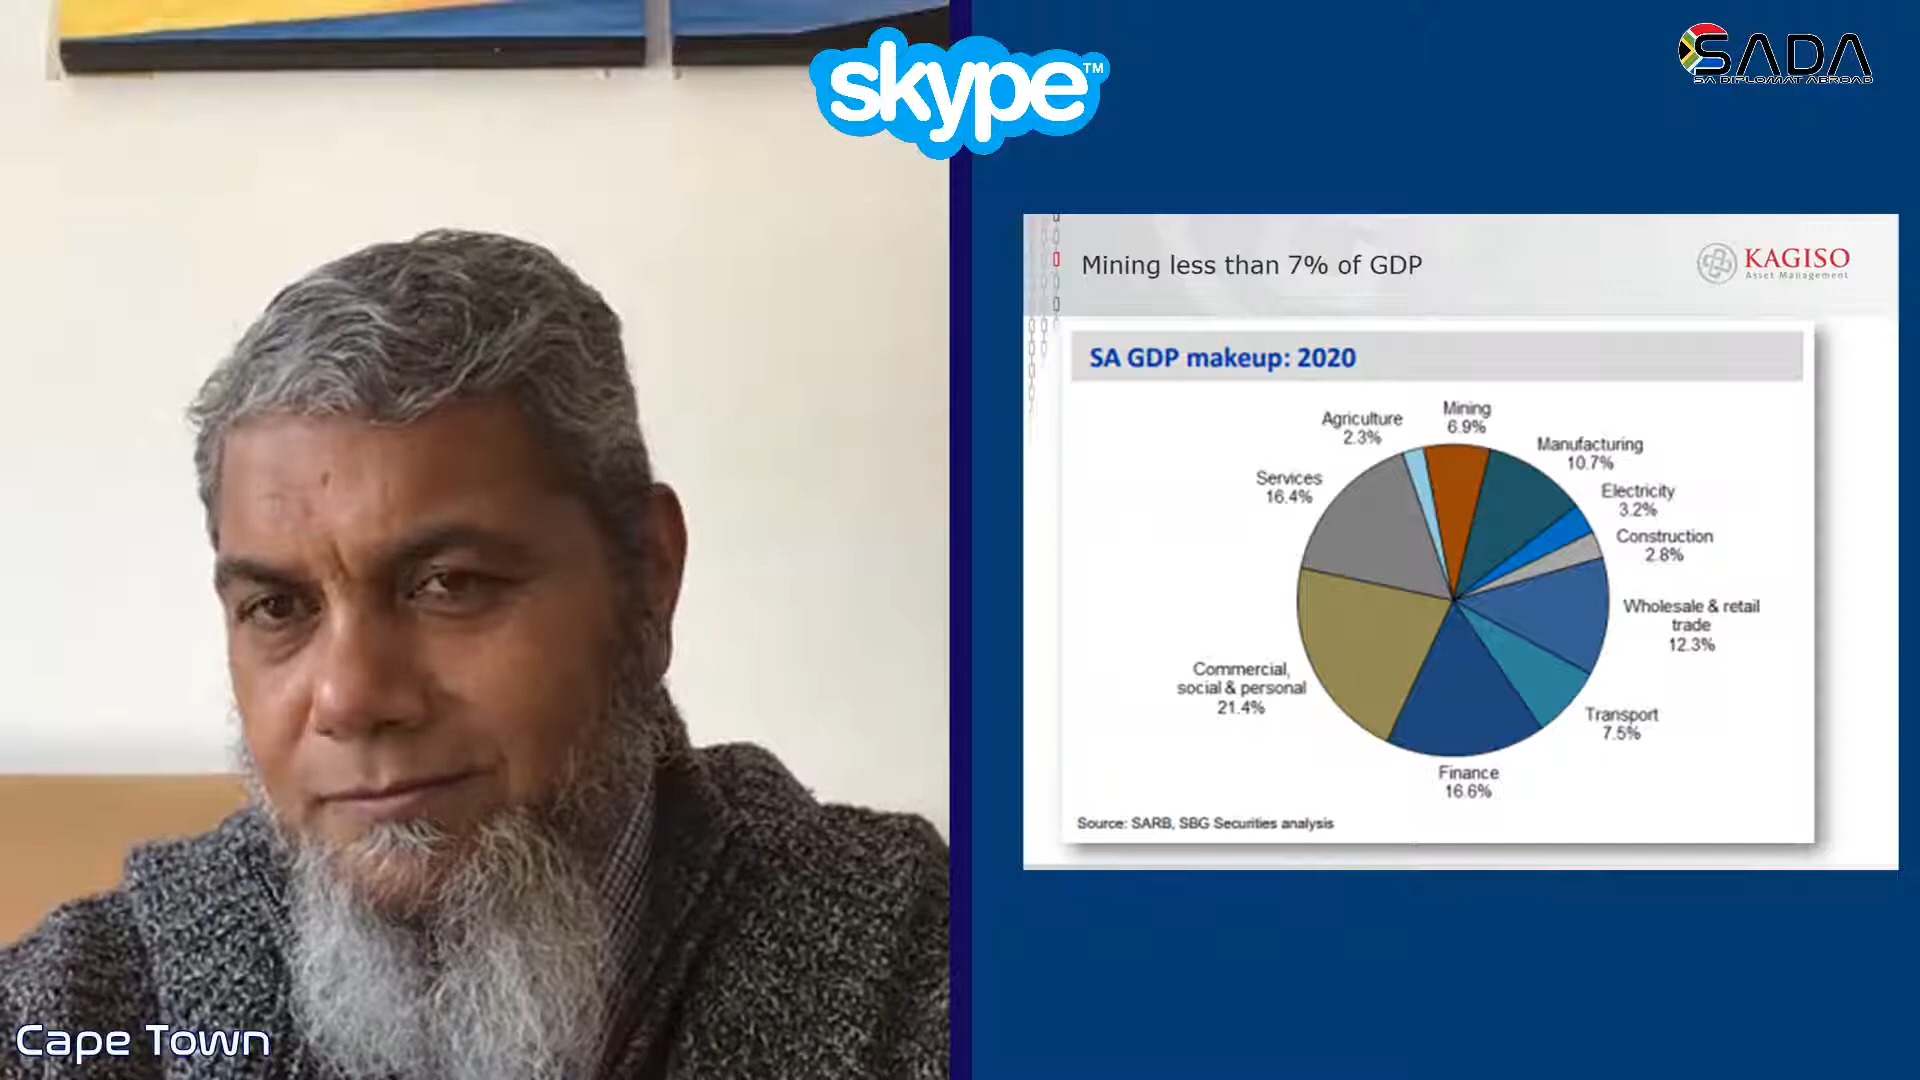 skype™
SADA
SA DIPLOMAT ABROAD
Mining less than 7% of GDP
KAGISO
Asset Management
SA GDP makeup: 2020
Agriculture
2.3%
Mining
6.9%
Manufacturing
10.7%
Services
16.4%
Electricity
3.2%
Construction
2.8%
Wholesale & retail
trade
12.3%
Commercial,
social & personal
21.4%
Transport
7.5%
Finance
16.6%
Source: SARB, SBG Securities analysis
Cape Town